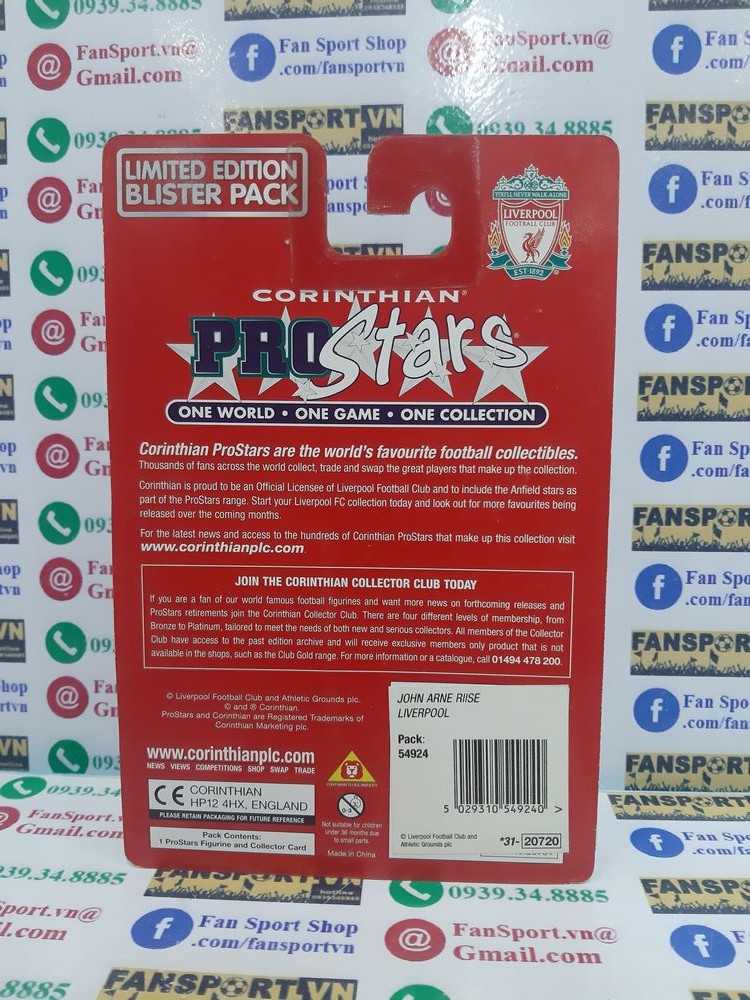 FanSport.vn@
Gmail.com
Fan Sport Shop
.com/fansportvn
FANSPORT.VN
0939.34.8885
LIMITED EDITION
BLISTER PACK
YOU'LL NEVER WALK ALONE
LIVERPOOL
FOOTBALL CLUB
EST·1892
CORINTHIAN®
PROStars®
ONE WORLD • ONE GAME • ONE COLLECTION
Corinthian ProStars are the world's favourite football collectibles.
Thousands of fans across the world collect, trade and swap the great players that make up the collection.
Corinthian is proud to be an Official Licensee of Liverpool Football Club and to include the Anfield stars as
part of the ProStars range. Start your Liverpool FC collection today and look out for more favourites being
released over the coming months.
For the latest news and access to the hundreds of Corinthian ProStars that make up this collection visit
www.corinthianplc.com.
JOIN THE CORINTHIAN COLLECTOR CLUB TODAY
If you are a fan of our world famous football figurines and want more news on forthcoming releases and
ProStars retirements join the Corinthian Collector Club. There are four different levels of membership, from
Bronze to Platinum, tailored to meet the needs of both new and serious collectors. All members of the Collector
Club have access to the past edition archive and will receive exclusive members only product that is not
available in the shops, such as the Club Gold range. For more information or a catalogue, call 01494 478 200.
© Liverpool Football Club and Athletic Grounds plc.
© and ® Corinthian.
ProStars and Corinthian are Registered Trademarks of
Corinthian Marketing plc.
www.corinthianplc.com
NEWS VIEWS COMPETITIONS SHOP SWAP TRADE
CE CORINTHIAN
HP12 4HX, ENGLAND
PLEASE RETAIN PACKAGING FOR FUTURE REFERENCE
Pack Contents:
1 ProStars Figurine and Collector Card
Not suitable for children
under 36 months due
to small parts.
Made in China
JOHN ARNE RIISE
LIVERPOOL
Pack:
54924
5 029310 549240 >
© Liverpool Football Club and
Athletic Grounds plc
*31- 20720
0939.34.8885
Fan Sport Shop
.com/fansportvn
FanSport.vn@
Gmail.com
FANSPORT.VN